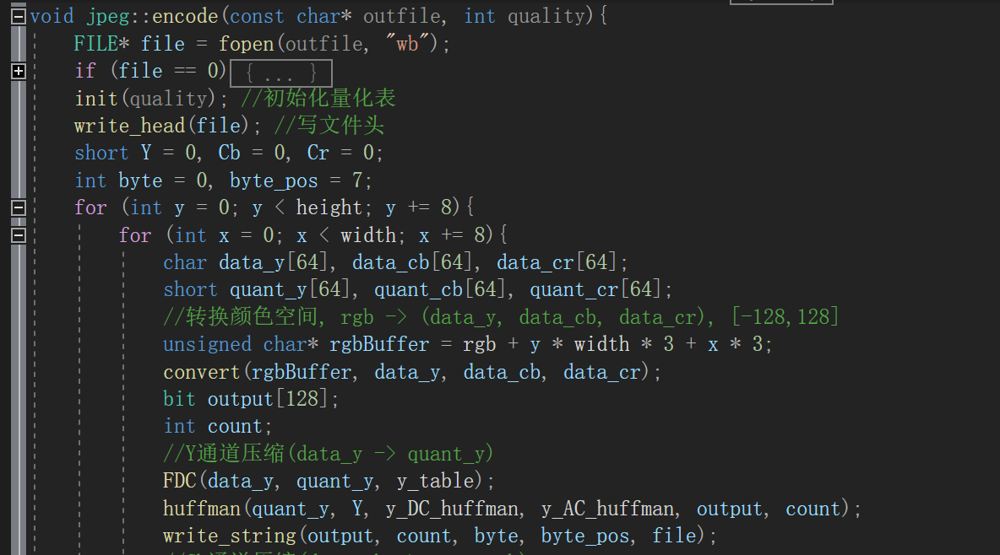 void jpeg::encode(const char* outfile, int quality){
FILE* file = fopen(outfile, "wb");
if (file == 0){ ... }
init(quality); //初始化量化表
write_head(file); //写文件头
short Y = 0, Cb = 0, Cr = 0;
int byte = 0, byte_pos = 7;
for (int y = 0; y < height; y += 8){
for (int x = 0; x < width; x += 8){
char data_y[64], data_cb[64], data_cr[64];
short quant_y[64], quant_cb[64], quant_cr[64];
//转换颜色空间, rgb -> (data_y, data_cb, data_cr), [-128,128]
unsigned char* rgbBuffer = rgb + y * width * 3 + x * 3;
convert(rgbBuffer, data_y, data_cb, data_cr);
bit output[128];
int count;
//Y通道压缩(data_y -> quant_y)
FDC(data_y, quant_y, y_table);
huffman(quant_y, Y, y_DC_huffman, y_AC_huffman, output, count);
write_string(output, count, byte, byte_pos, file);